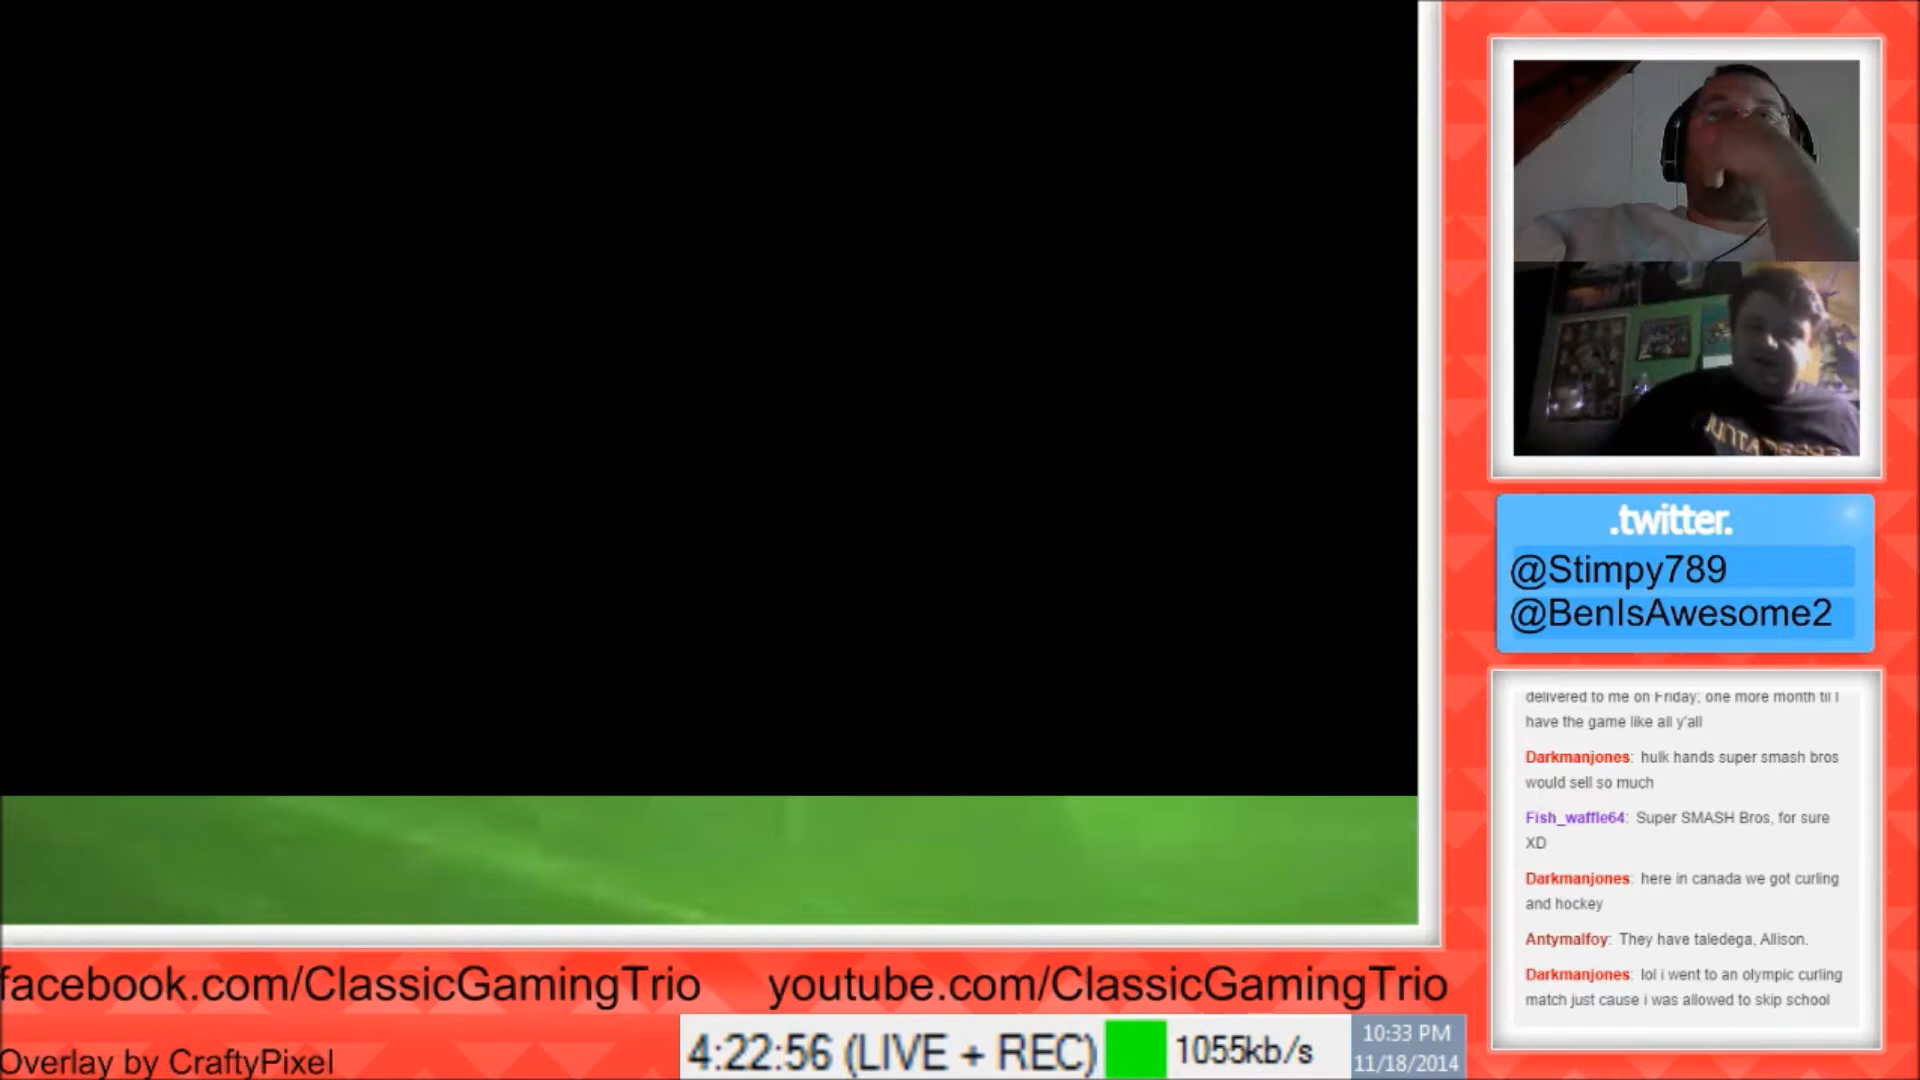 .twitter.
@Stimpy789
@BenIsAwesome2
delivered to me on Friday; one more month til I
have the game like all y'all
Darkmanjones: hulk hands super smash bros
would sell so much
Fish_waffle64: Super SMASH Bros, for sure
XD
Darkmanjones: here in canada we got curling
and hockey
Antymalfoy: They have taledega, Allison.
Darkmanjones: lol i went to an olympic curling
match just cause i was allowed to skip school
facebook.com/ClassicGamingTrio youtube.com/ClassicGamingTrio
4:22:56 (LIVE + REC) 1055kb/s
10:33 PM
11/18/2014
Overlay by CraftyPixel